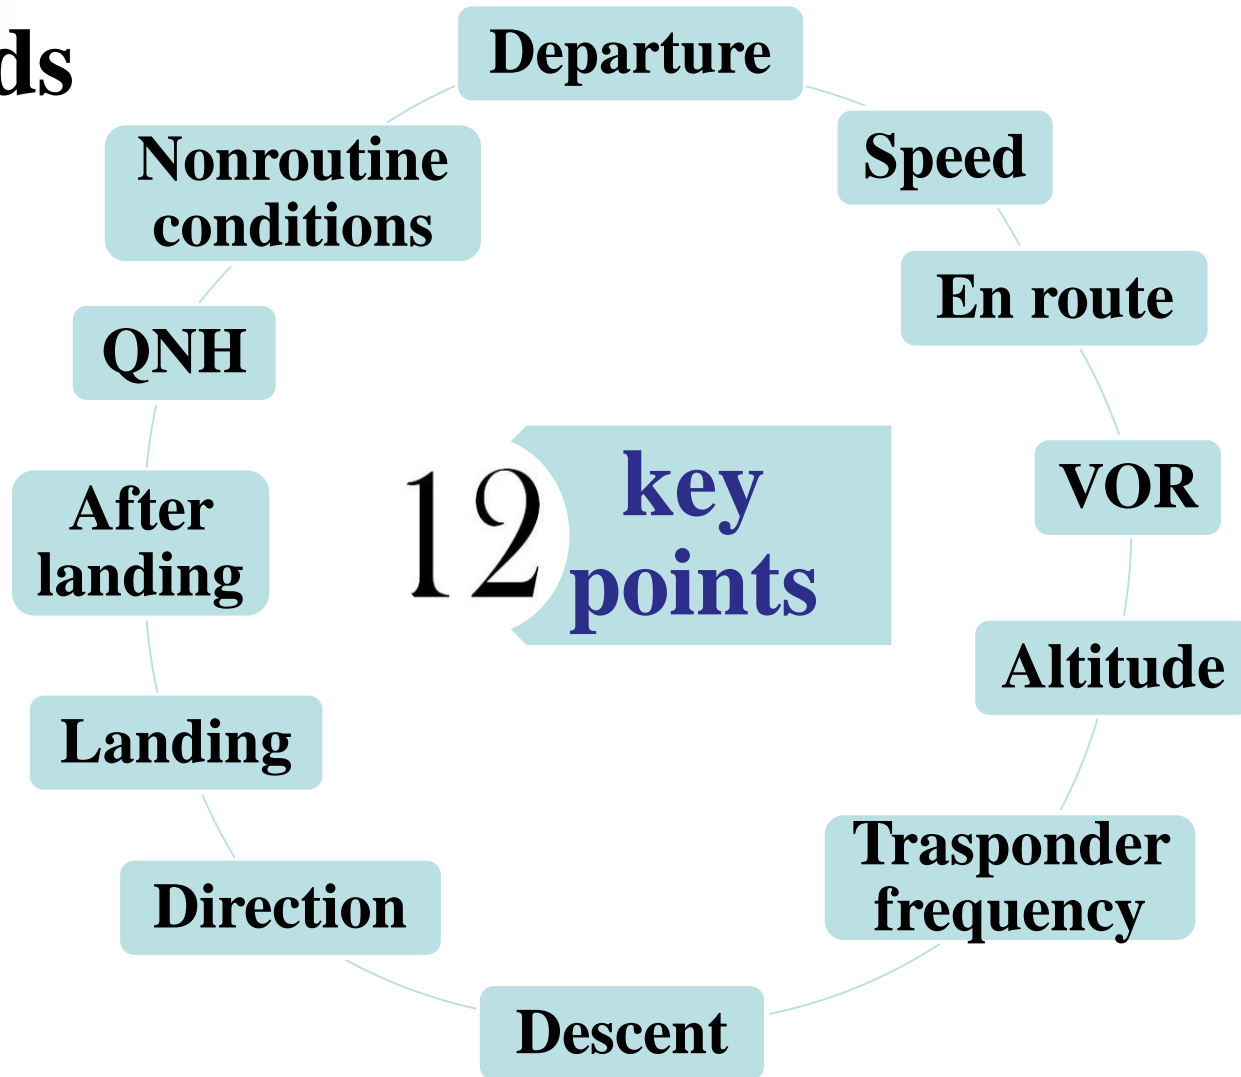 ds
Departure
Speed
En route
VOR
Altitude
Trasponder
frequency
Descent
Direction
Landing
After
landing
QNH
Nonroutine
conditions
12
key
points